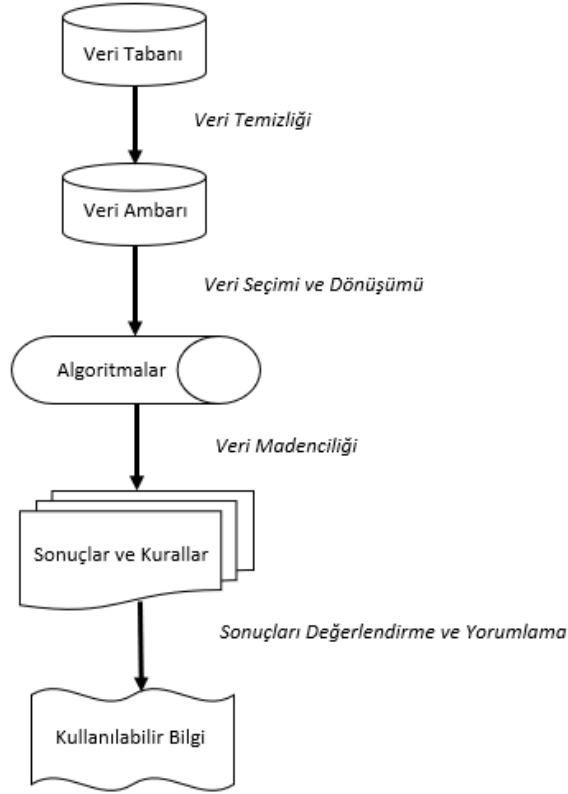 Veri Tabanı
Veri Temizliği
Veri Ambarı
Veri Seçimi ve Dönüşümü
Algoritmalar
Veri Madenciliği
Sonuçlar ve Kurallar
Sonuçları Değerlendirme ve Yorumlama
Kullanılabilir Bilgi